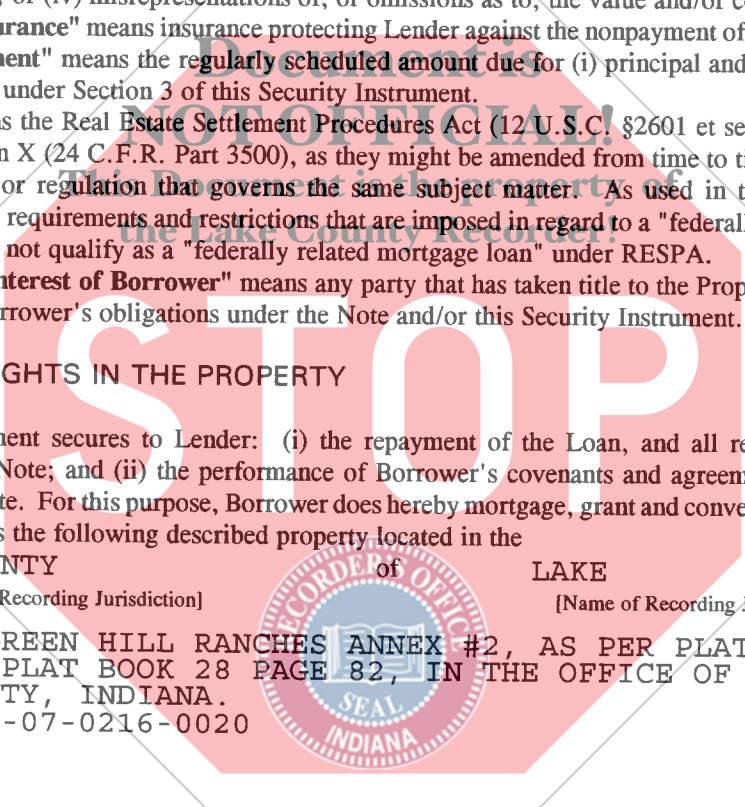 or (iv) misrepresentations of, or omissions as to, the value and/or co
urance" means insurance protecting Lender against the nonpayment of
Document is
nent" means the regularly scheduled amount due for (i) principal and
under Section 3 of this Security Instrument.
NOT OFFICIAL!
s the Real Estate Settlement Procedures Act (12 U.S.C. §2601 et se
n X (24 C.F.R. Part 3500), as they might be amended from time to ti
This Document is the property of
or regulation that governs the same subject matter. As used in t
requirements and restrictions that are imposed in regard to a "federall
the Lake County Recorder!
not qualify as a "federally related mortgage loan" under RESPA.
nterest of Borrower" means any party that has taken title to the Prop
rrower's obligations under the Note and/or this Security Instrument.
STOP
GHTS IN THE PROPERTY
nent secures to Lender: (i) the repayment of the Loan, and all re
Note; and (ii) the performance of Borrower's covenants and agreem
te. For this purpose, Borrower does hereby mortgage, grant and conve
s the following described property located in the
NTY of LAKE
Recording Jurisdiction] [Name of Recording J
RECORDER'S OFFICE
REEN HILL RANCHES ANNEX #2, AS PER PLAT
PLAT BOOK 28 PAGE 82, IN THE OFFICE OF
TY, INDIANA.
SEAL
-07-0216-0020
INDIANA